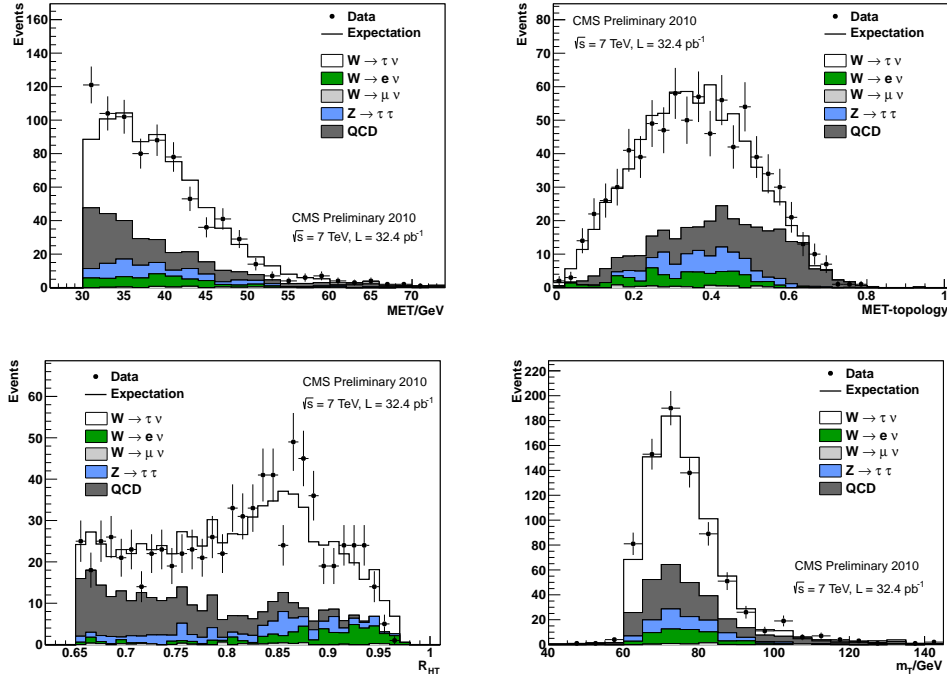 Events
160
140
120
100
80
60
40
20
0
Data
Expectation
W → τ ν
W → e ν
W → μ ν
Z → τ τ
QCD
CMS Preliminary 2010
√s = 7 TeV, L = 32.4 pb⁻¹
30 35 40 45 50 55 60 65 70
MET/GeV
Events
80
70
60
50
40
30
20
10
0
CMS Preliminary 2010
√s = 7 TeV, L = 32.4 pb⁻¹
Data
Expectation
W → τ ν
W → e ν
W → μ ν
Z → τ τ
QCD
0 0.2 0.4 0.6 0.8 1
MET-topology
Events
60
50
40
30
20
10
0
Data
Expectation
CMS Preliminary 2010
√s = 7 TeV, L = 32.4 pb⁻¹
W → τ ν
W → e ν
W → μ ν
Z → τ τ
QCD
0.65 0.7 0.75 0.8 0.85 0.9 0.95 1
R_HT
Events
220
200
180
160
140
120
100
80
60
40
20
0
Data
Expectation
W → τ ν
W → e ν
W → μ ν
Z → τ τ
QCD
CMS Preliminary 2010
√s = 7 TeV, L = 32.4 pb⁻¹
40 60 80 100 120 140
m_T/GeV